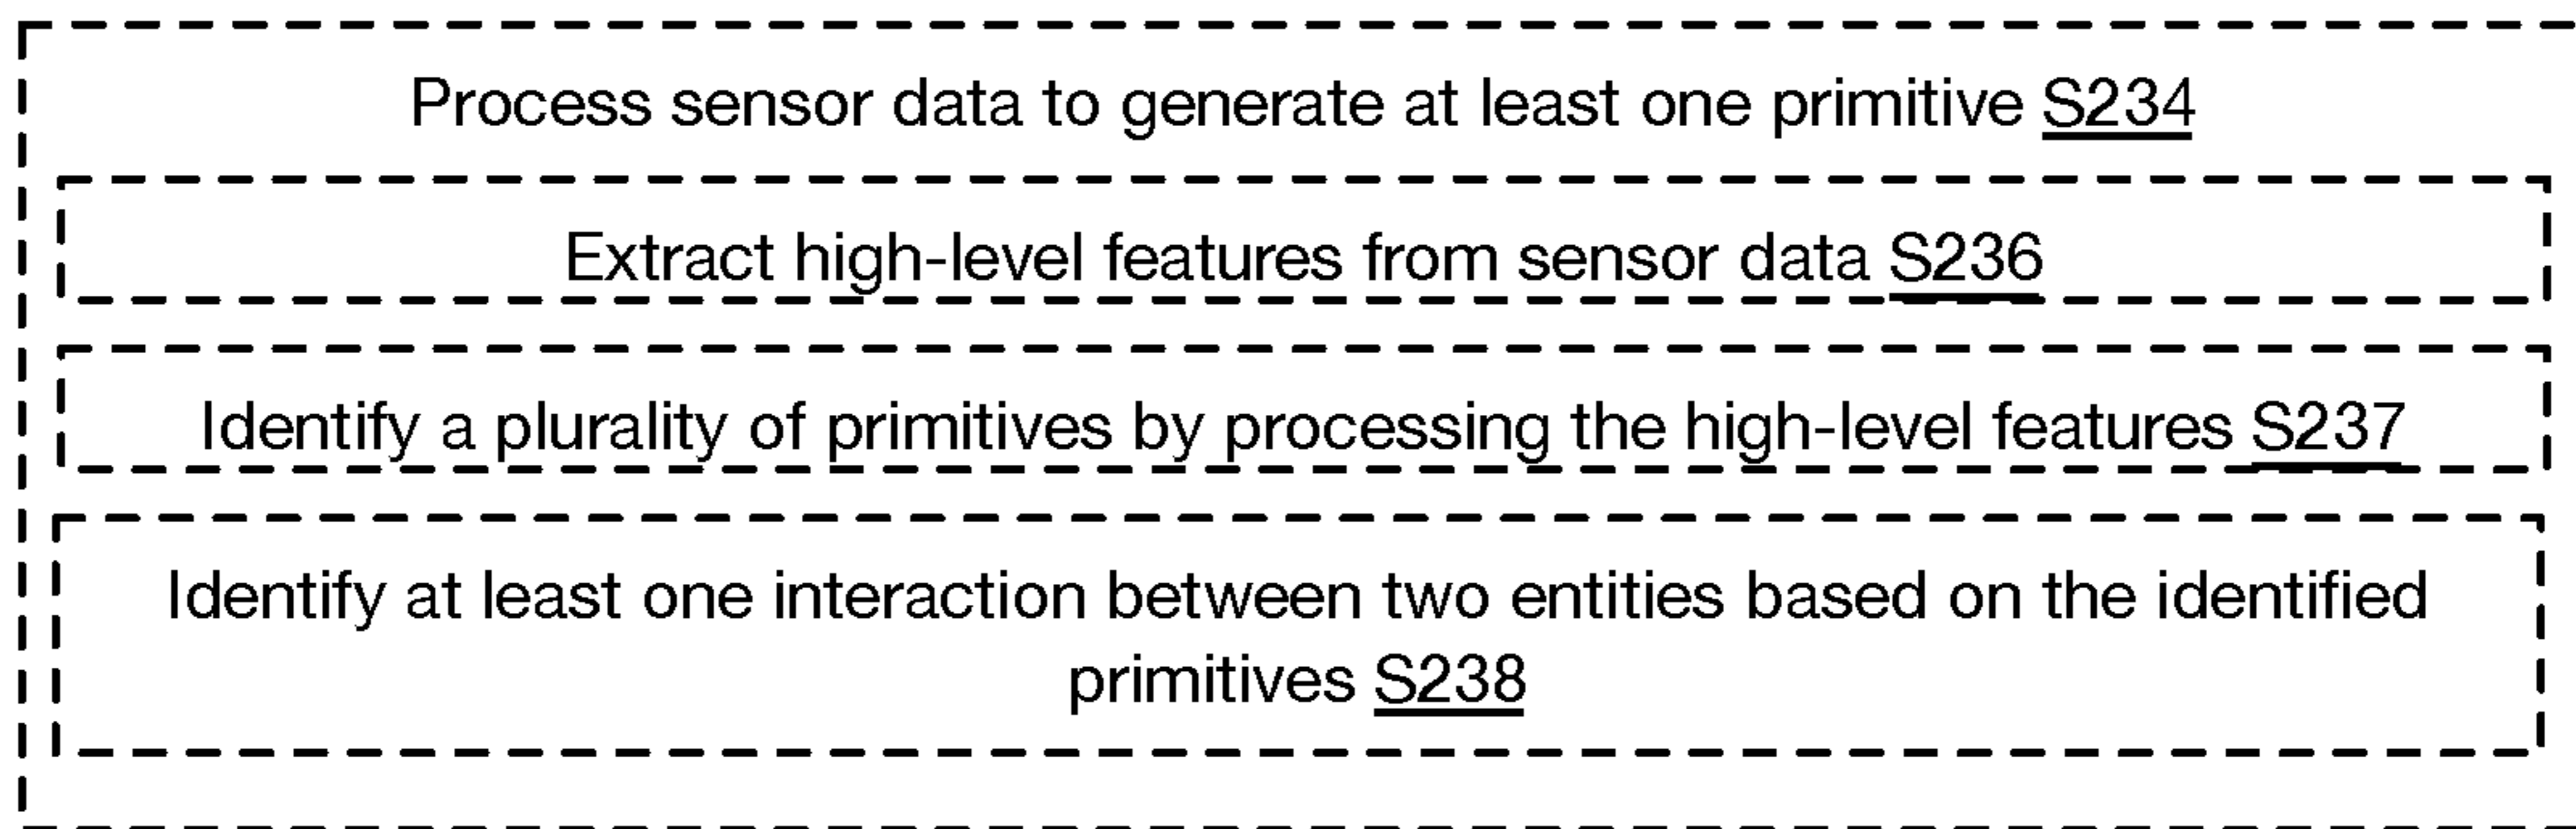 Process sensor data to generate at least one primitive S234
Extract high-level features from sensor data S236
Identify a plurality of primitives by processing the high-level features S237
Identify at least one interaction between two entities based on the identified
primitives S238